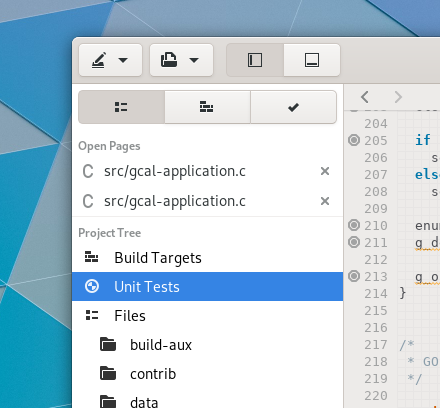 Open Pages
src/gcal-application.c
src/gcal-application.c
Project Tree
Build Targets
Unit Tests
Files
build-aux
contrib
data
204
205 if
206 s
207 els
208 s
209
210 enum
211 g_d
212
213 g_o
214 }
215
216
217 /*
218 * GO
219 */
220